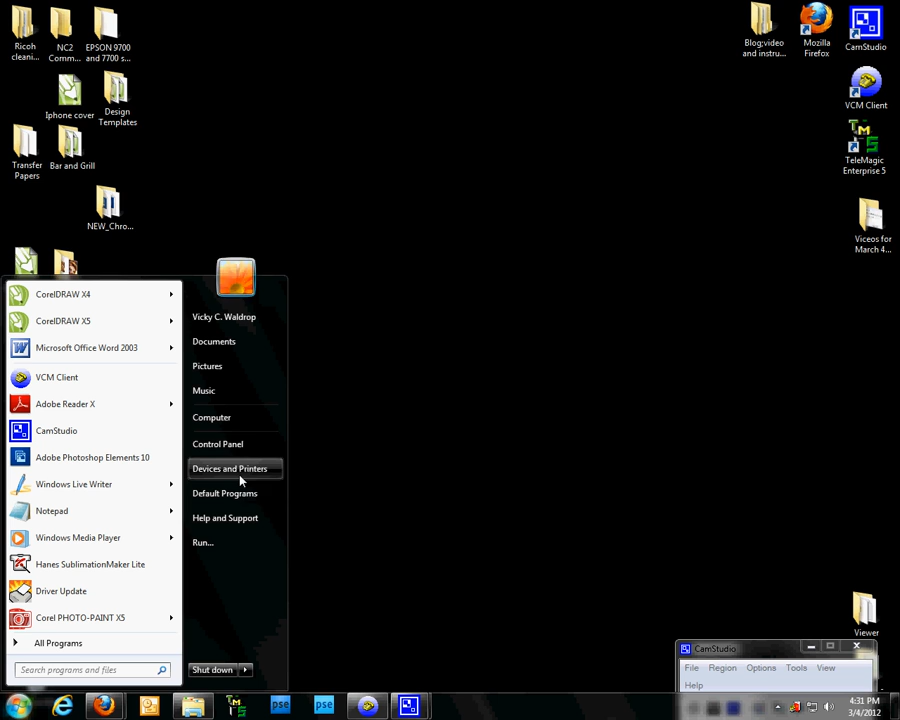 Ricoh
cleani...
NC2
Comm...
EPSON 9700
and 7700 s...
Iphone cover
Design
Templates
Transfer
Papers
Bar and Grill
NEW_Chro...
Blog;video
and instru...
Mozilla
Firefox
CamStudio
VCM Client
TeleMagic
Enterprise 5
Viceos for
March 4...
Viewer
CorelDRAW X4
CorelDRAW X5
Microsoft Office Word 2003
VCM Client
Adobe Reader X
CamStudio
Adobe Photoshop Elements 10
Windows Live Writer
Notepad
Windows Media Player
Hanes SublimationMaker Lite
Driver Update
Corel PHOTO-PAINT X5
All Programs
Search programs and files
Vicky C. Waldrop
Documents
Pictures
Music
Computer
Control Panel
Devices and Printers
Default Programs
Help and Support
Run...
Shut down
CamStudio
File Region Options Tools View
Help
pse
pse
4:31 PM
3/4/2012